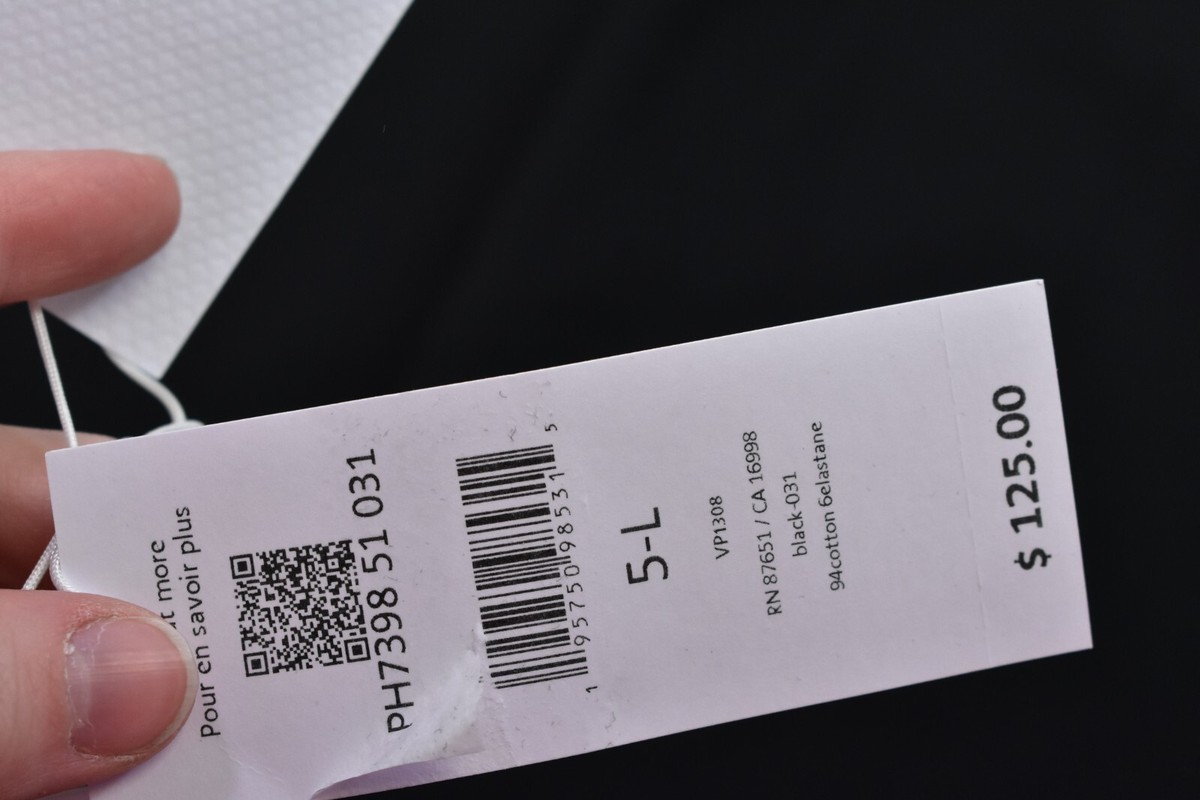 ut more
Pour en savoir plus
PH7398 51 031
1 95750 98531 5
5-L
VP1308
RN 87651 / CA 16998
black-031
94cotton 6elastane
$ 125.00